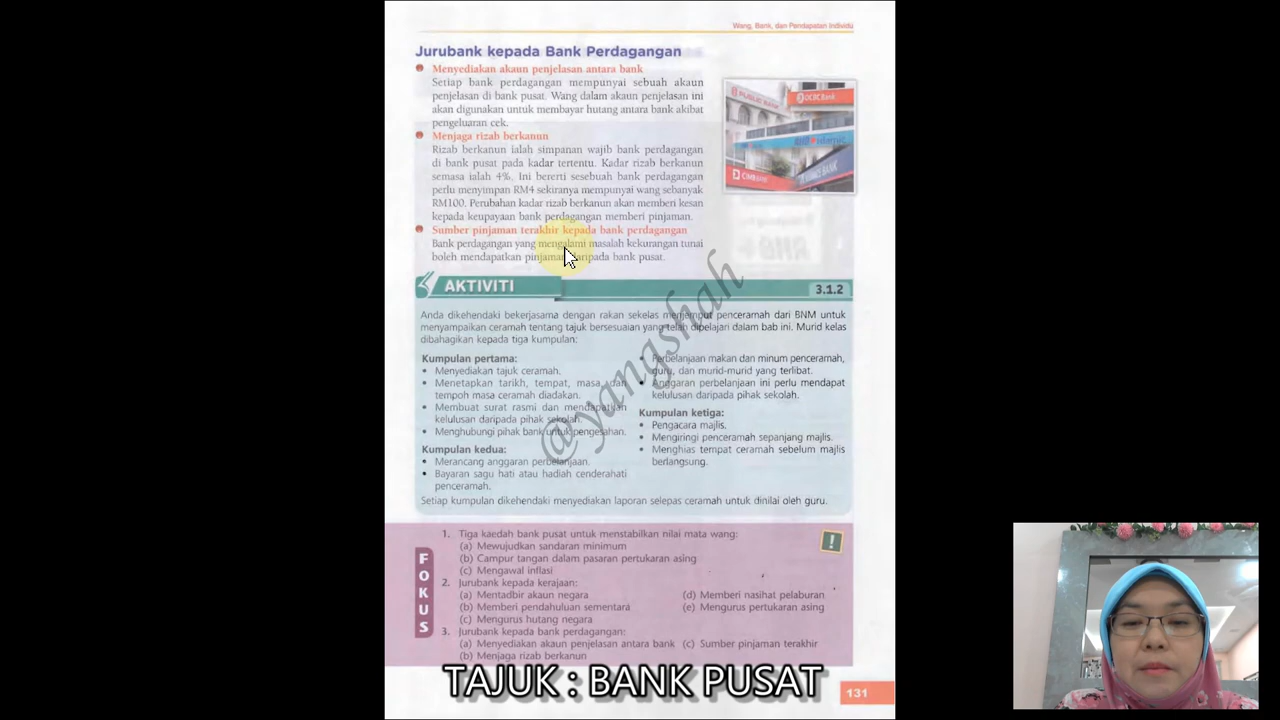 Wang, Bank, dan Pendapatan Individu
Jurubank kepada Bank Perdagangan
Menyediakan akaun penjelasan antara bank
Setiap bank perdagangan mempunyai sebuah akaun
penjelasan di bank pusat. Wang dalam akaun penjelasan ini
akan digunakan untuk membayar hutang antara bank akibat
pengeluaran cek.
Menjaga rizab berkanun
Rizab berkanun ialah simpanan wajib bank perdagangan
di bank pusat pada kadar tertentu. Kadar rizab berkanun
semasa ialah 4%. Ini bererti sesebuah bank perdagangan
perlu menyimpan RM4 sekiranya mempunyai wang sebanyak
RM100. Perubahan kadar rizab berkanun akan memberi kesan
kepada keupayaan bank perdagangan memberi pinjaman.
Sumber pinjaman terakhir kepada bank perdagangan
Bank perdagangan yang mengalami masalah kekurangan tunai
boleh mendapatkan pinjaman daripada bank pusat.
PUBLIC BANK
OCBC Bank
islamic
CIMB BANK
AKTIVITI
3.1.2
Anda dikehendaki bekerjasama dengan rakan sekelas menjemput penceramah dari BNM untuk
menyampaikan ceramah tentang tajuk bersesuaian yang telah dipelajari dalam bab ini. Murid kelas
dibahagikan kepada tiga kumpulan:
Kumpulan pertama:
• Menyediakan tajuk ceramah.
• Menetapkan tarikh, tempat, masa, dan
tempoh masa ceramah diadakan.
• Membuat surat rasmi dan mendapatkan
kelulusan daripada pihak sekolah.
• Menghubungi pihak bank untuk pengesahan.
Kumpulan kedua:
• Merancang anggaran perbelanjaan.
• Bayaran sagu hati atau hadiah cenderahati
penceramah.
• Perbelanjaan makan dan minum penceramah,
guru, dan murid-murid yang terlibat.
• Anggaran perbelanjaan ini perlu mendapat
kelulusan daripada pihak sekolah.
Kumpulan ketiga:
• Pengacara majlis.
• Mengiringi penceramah sepanjang majlis.
• Menghias tempat ceramah sebelum majlis
berlangsung.
Setiap kumpulan dikehendaki menyediakan laporan selepas ceramah untuk dinilai oleh guru.
@yangshah
FOKUS
!
1. Tiga kaedah bank pusat untuk menstabilkan nilai mata wang:
(a) Mewujudkan sandaran minimum
(b) Campur tangan dalam pasaran pertukaran asing
(c) Mengawal inflasi
2. Jurubank kepada kerajaan:
(a) Mentadbir akaun negara
(b) Memberi pendahuluan sementara
(c) Mengurus hutang negara
(d) Memberi nasihat pelaburan
(e) Mengurus pertukaran asing
3. Jurubank kepada bank perdagangan:
(a) Menyediakan akaun penjelasan antara bank
(b) Menjaga rizab berkanun
(c) Sumber pinjaman terakhir
TAJUK : BANK PUSAT
131